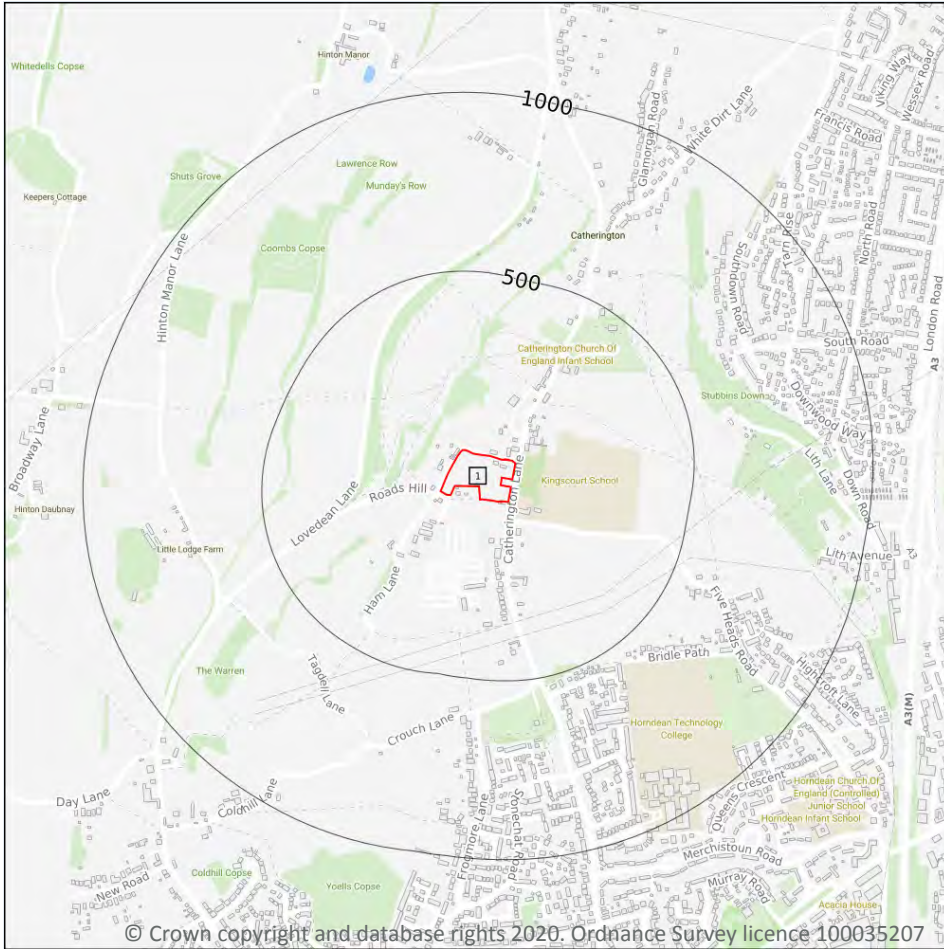 Whitedells Copse
Hinton Manor
Viking Way
Wessex Road
1000
Francis Road
Glamorgan Road
White Dirt Lane
Lawrence Row
Shuts Grove
Munday's Row
Keepers Cottage
Tarn Rise
North Road
Catherington
Coombs Copse
Southdown Road
Hinton Manor Lane
500
London Road
A3
South Road
Catherington Church Of
England Infant School
Stubbins Down
Downwood Way
Broadway Lane
Lith Lane
Down Road
1
Catherington Lane
Kingscourt School
Roads Hill
Lovedean Lane
Hinton Daubnay
Little Lodge Farm
Lith Avenue
A3
Ham Lane
Five Heads Road
Bridle Path
The Warren
Tagdell Lane
Highcroft Lane
A3(M)
Crouch Lane
Horndean Technology
College
Horndean Church Of
England (Controlled)
Junior School
Horndean Infant School
Queens Crescent
Day Lane
Coldhill Lane
Frogmore Lane
Stonechat Road
Merchistoun Road
Coldhill Copse
New Road
Yoells Copse
Murray Road
Acacia House
© Crown copyright and database rights 2020. Ordnance Survey licence 100035207